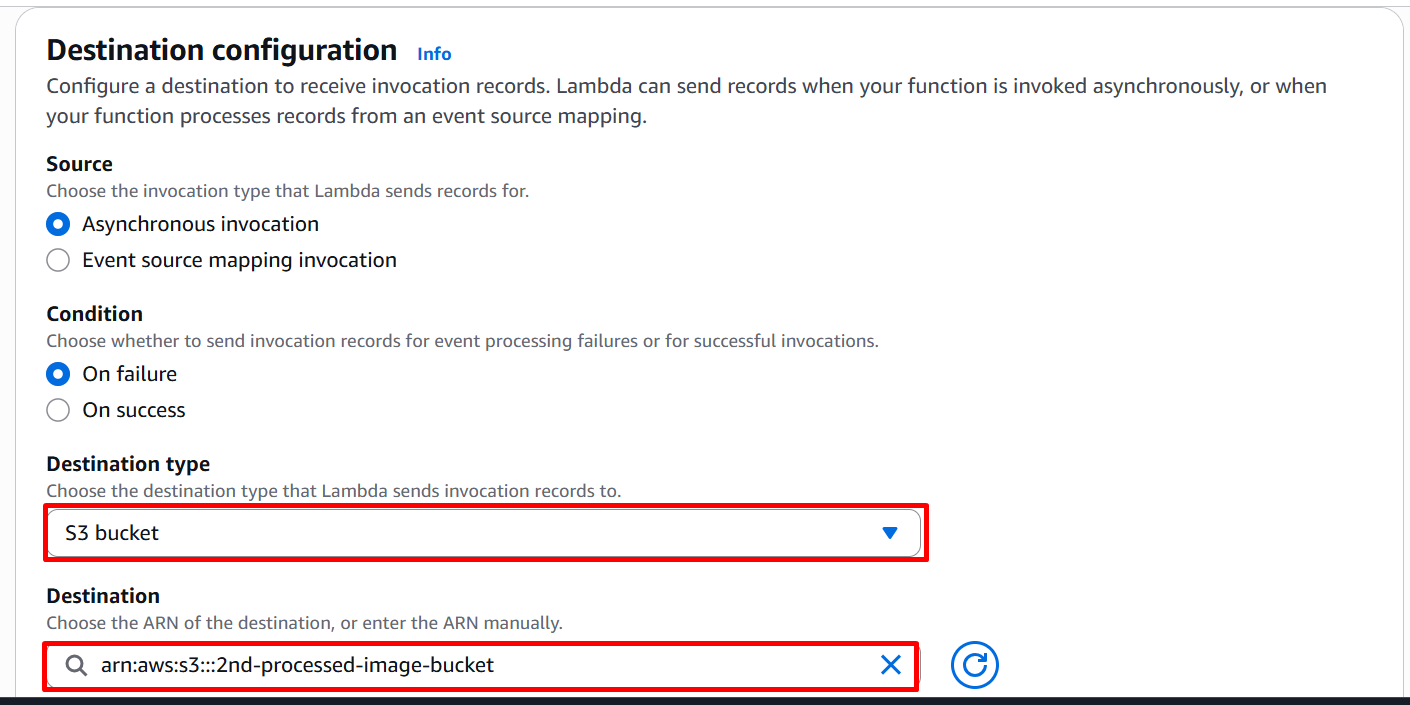 Destination configuration Info
Configure a destination to receive invocation records. Lambda can send records when your function is invoked asynchronously, or when
your function processes records from an event source mapping.
Source
Choose the invocation type that Lambda sends records for.
Asynchronous invocation
Event source mapping invocation
Condition
Choose whether to send invocation records for event processing failures or for successful invocations.
On failure
On success
Destination type
Choose the destination type that Lambda sends invocation records to.
S3 bucket
Destination
Choose the ARN of the destination, or enter the ARN manually.
arn:aws:s3:::2nd-processed-image-bucket